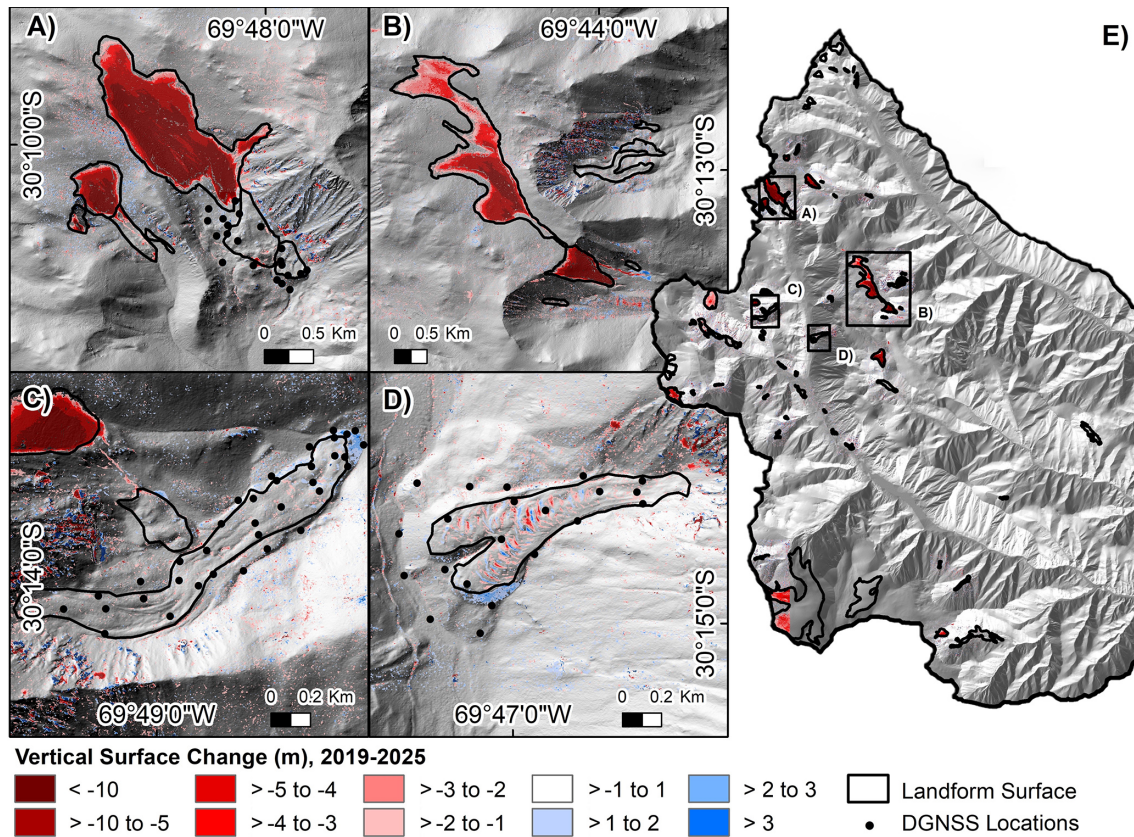 A)
69°48'0"W
30°10'0"S
0 0.5 Km
B)
69°44'0"W
30°13'0"S
0 0.5 Km
C)
30°14'0"S
69°49'0"W
0 0.2 Km
D)
30°15'0"S
69°47'0"W
0 0.2 Km
E)
A)
B)
C)
D)
Vertical Surface Change (m), 2019-2025
< -10
> -10 to -5
> -5 to -4
> -4 to -3
> -3 to -2
> -2 to -1
> -1 to 1
> 1 to 2
> 2 to 3
> 3
Landform Surface
DGNSS Locations